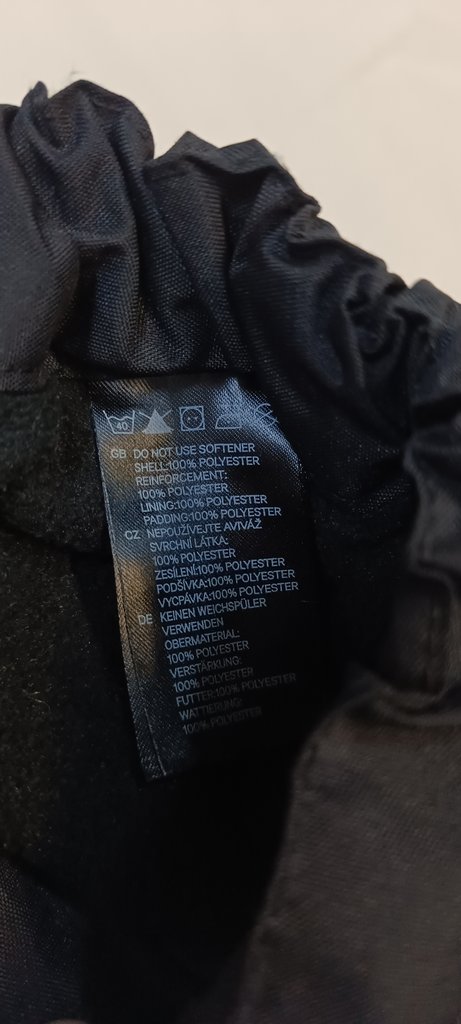 40
GB DO NOT USE SOFTENER
SHELL:100% POLYESTER
REINFORCEMENT:
100% POLYESTER
LINING:100% POLYESTER
PADDING:100% POLYESTER
CZ: NEPOUŽÍVEJTE AVIVÁŽ
SVRCHNÍ LÁTKA:
100% POLYESTER
ZESÍLENÍ:100% POLYESTER
PODŠÍVKA:100% POLYESTER
VYCPÁVKA:100% POLYESTER
DE: KEINEN WEICHSPÜLER
VERWENDEN
OBERMATERIAL:
100% POLYESTER
VERSTÄRKUNG:
100% POLYESTER
FUTTER:100% POLYESTER
WATTIERUNG:
100% POLYESTER